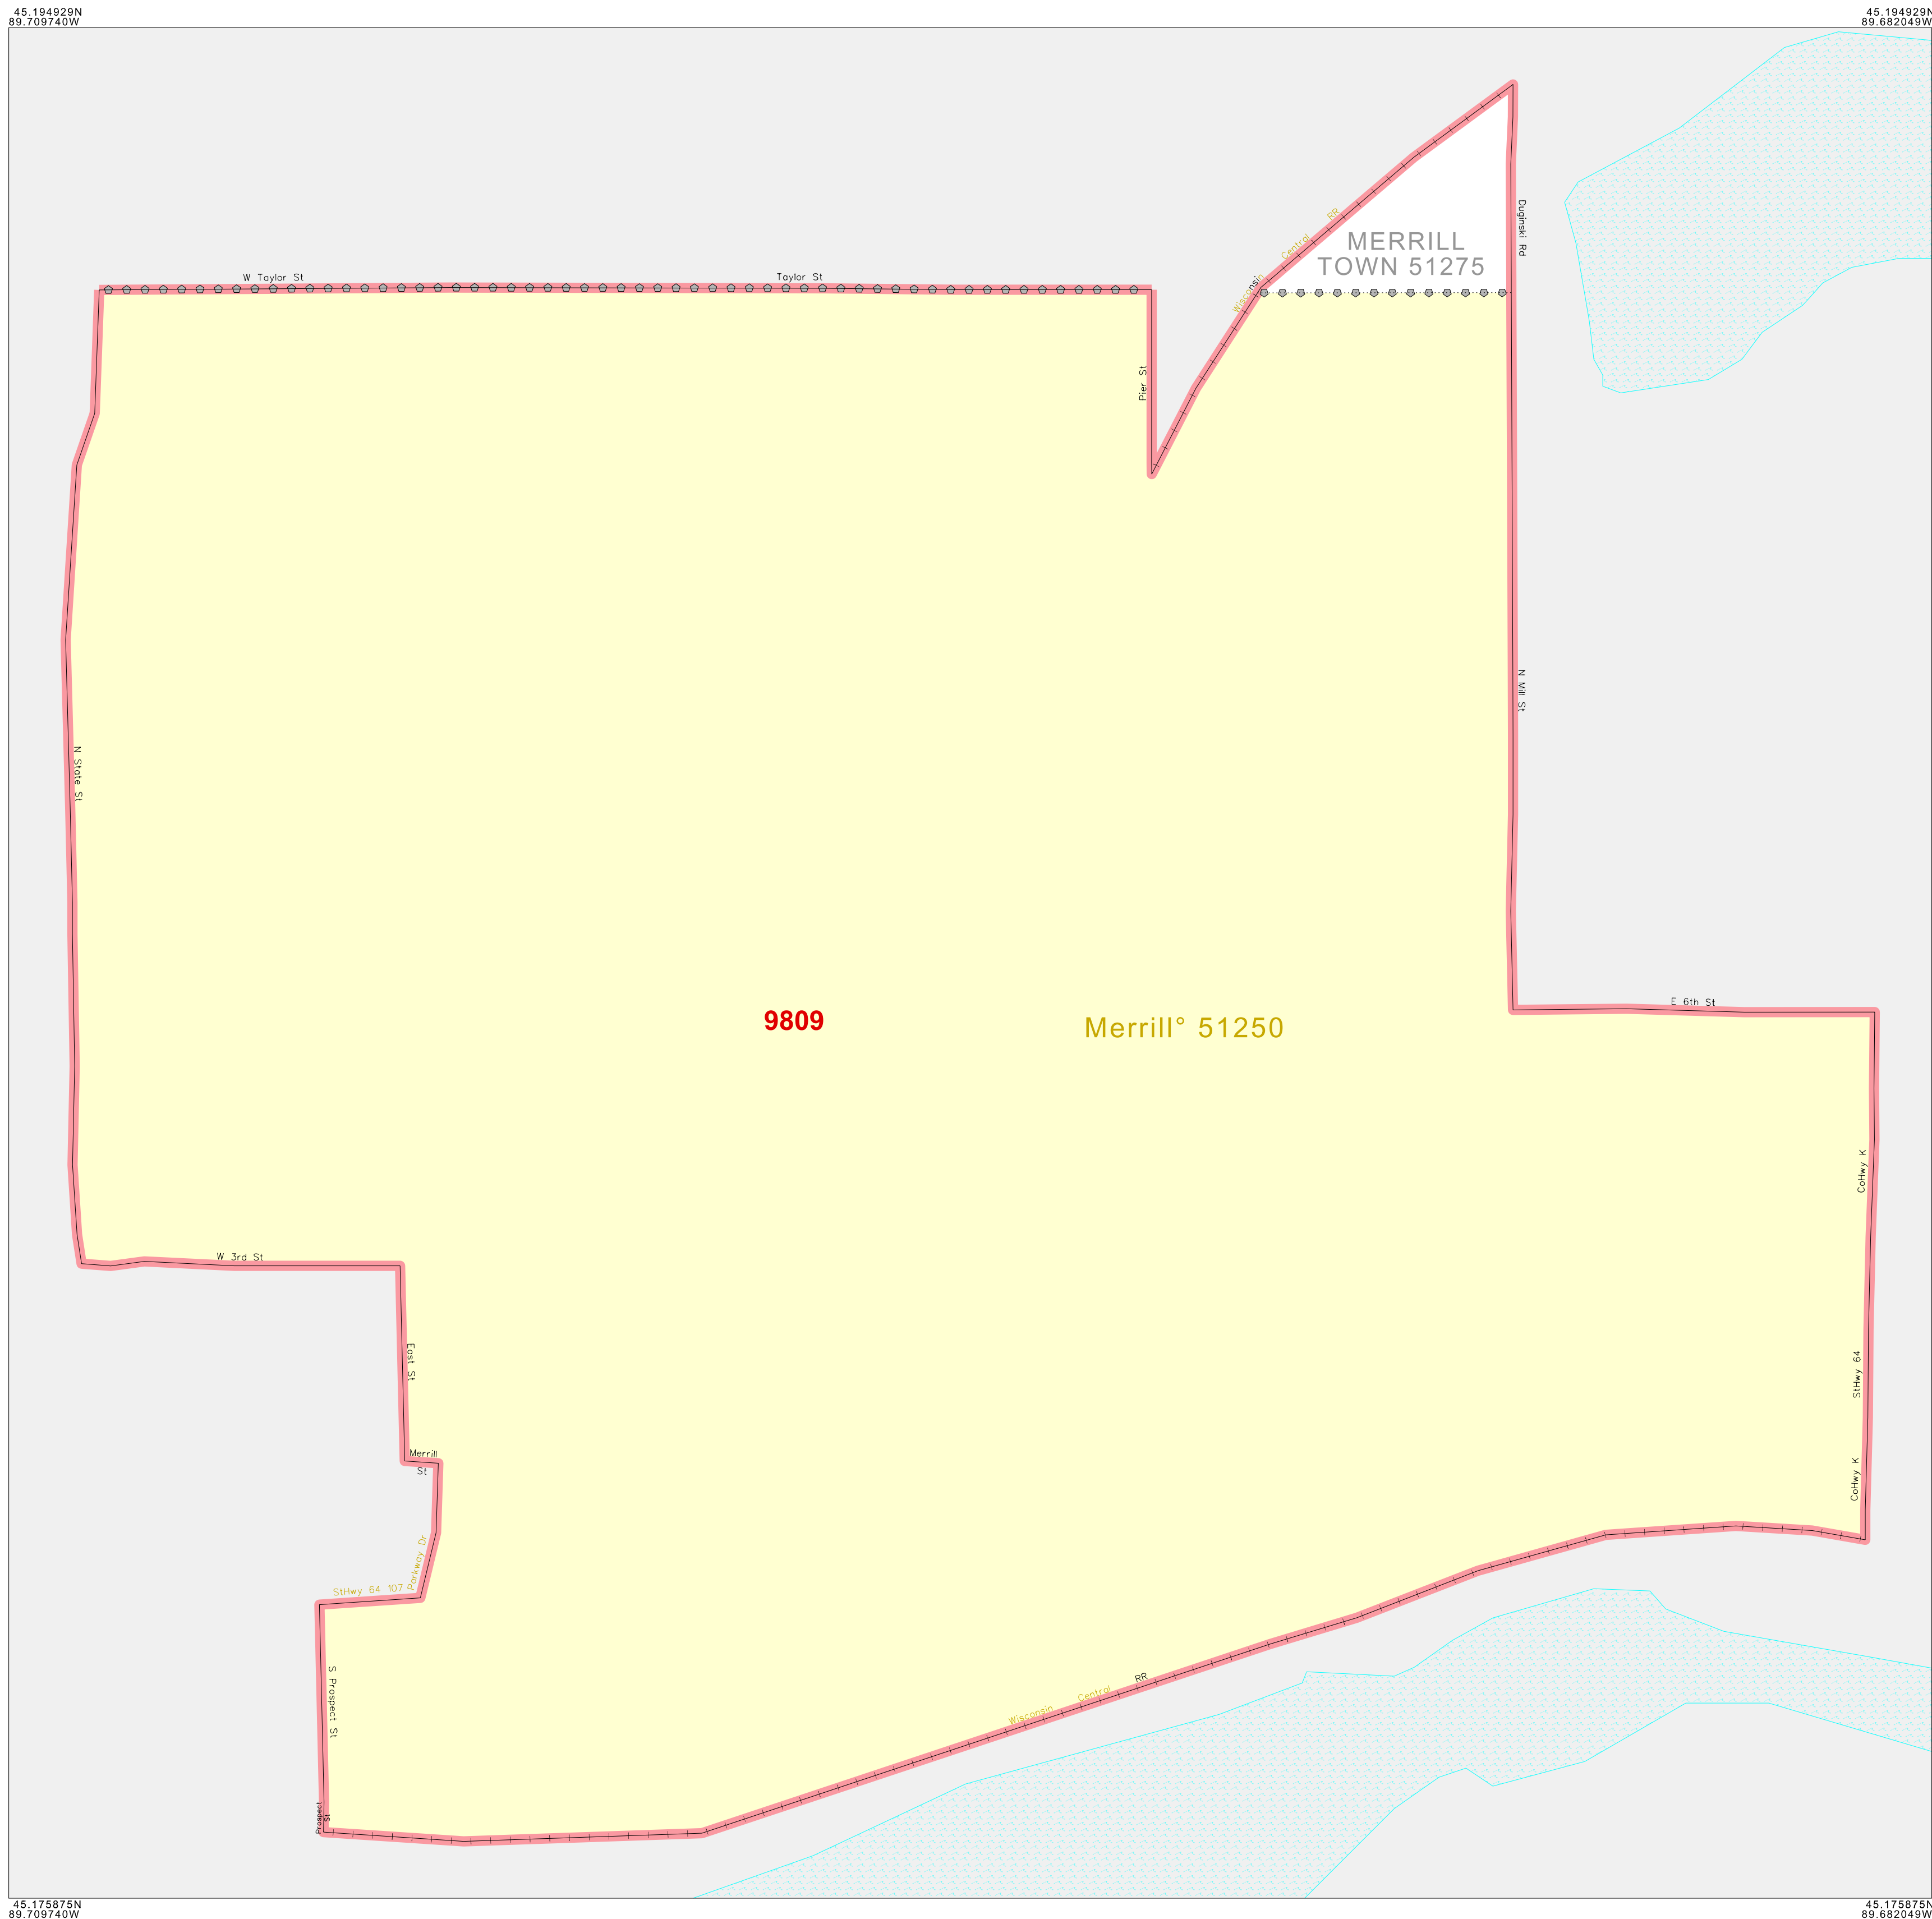 45.194929N
89.709740W
45.194929N
89.682049W
Wisconsin Central RR
Duginski Rd
MERRILL
TOWN 51275
W Taylor St
Taylor St
Pier St
N Mill St
N State St
E 6th St
9809
Merrill° 51250
CoHwy K
W 3rd St
East St
StHwy 64
Merrill
St
CoHwy K
Parkway Dr
StHwy 64 107
S Prospect St
Wisconsin Central RR
Prospect
St
45.175875N
89.709740W
45.175875N
89.682049W